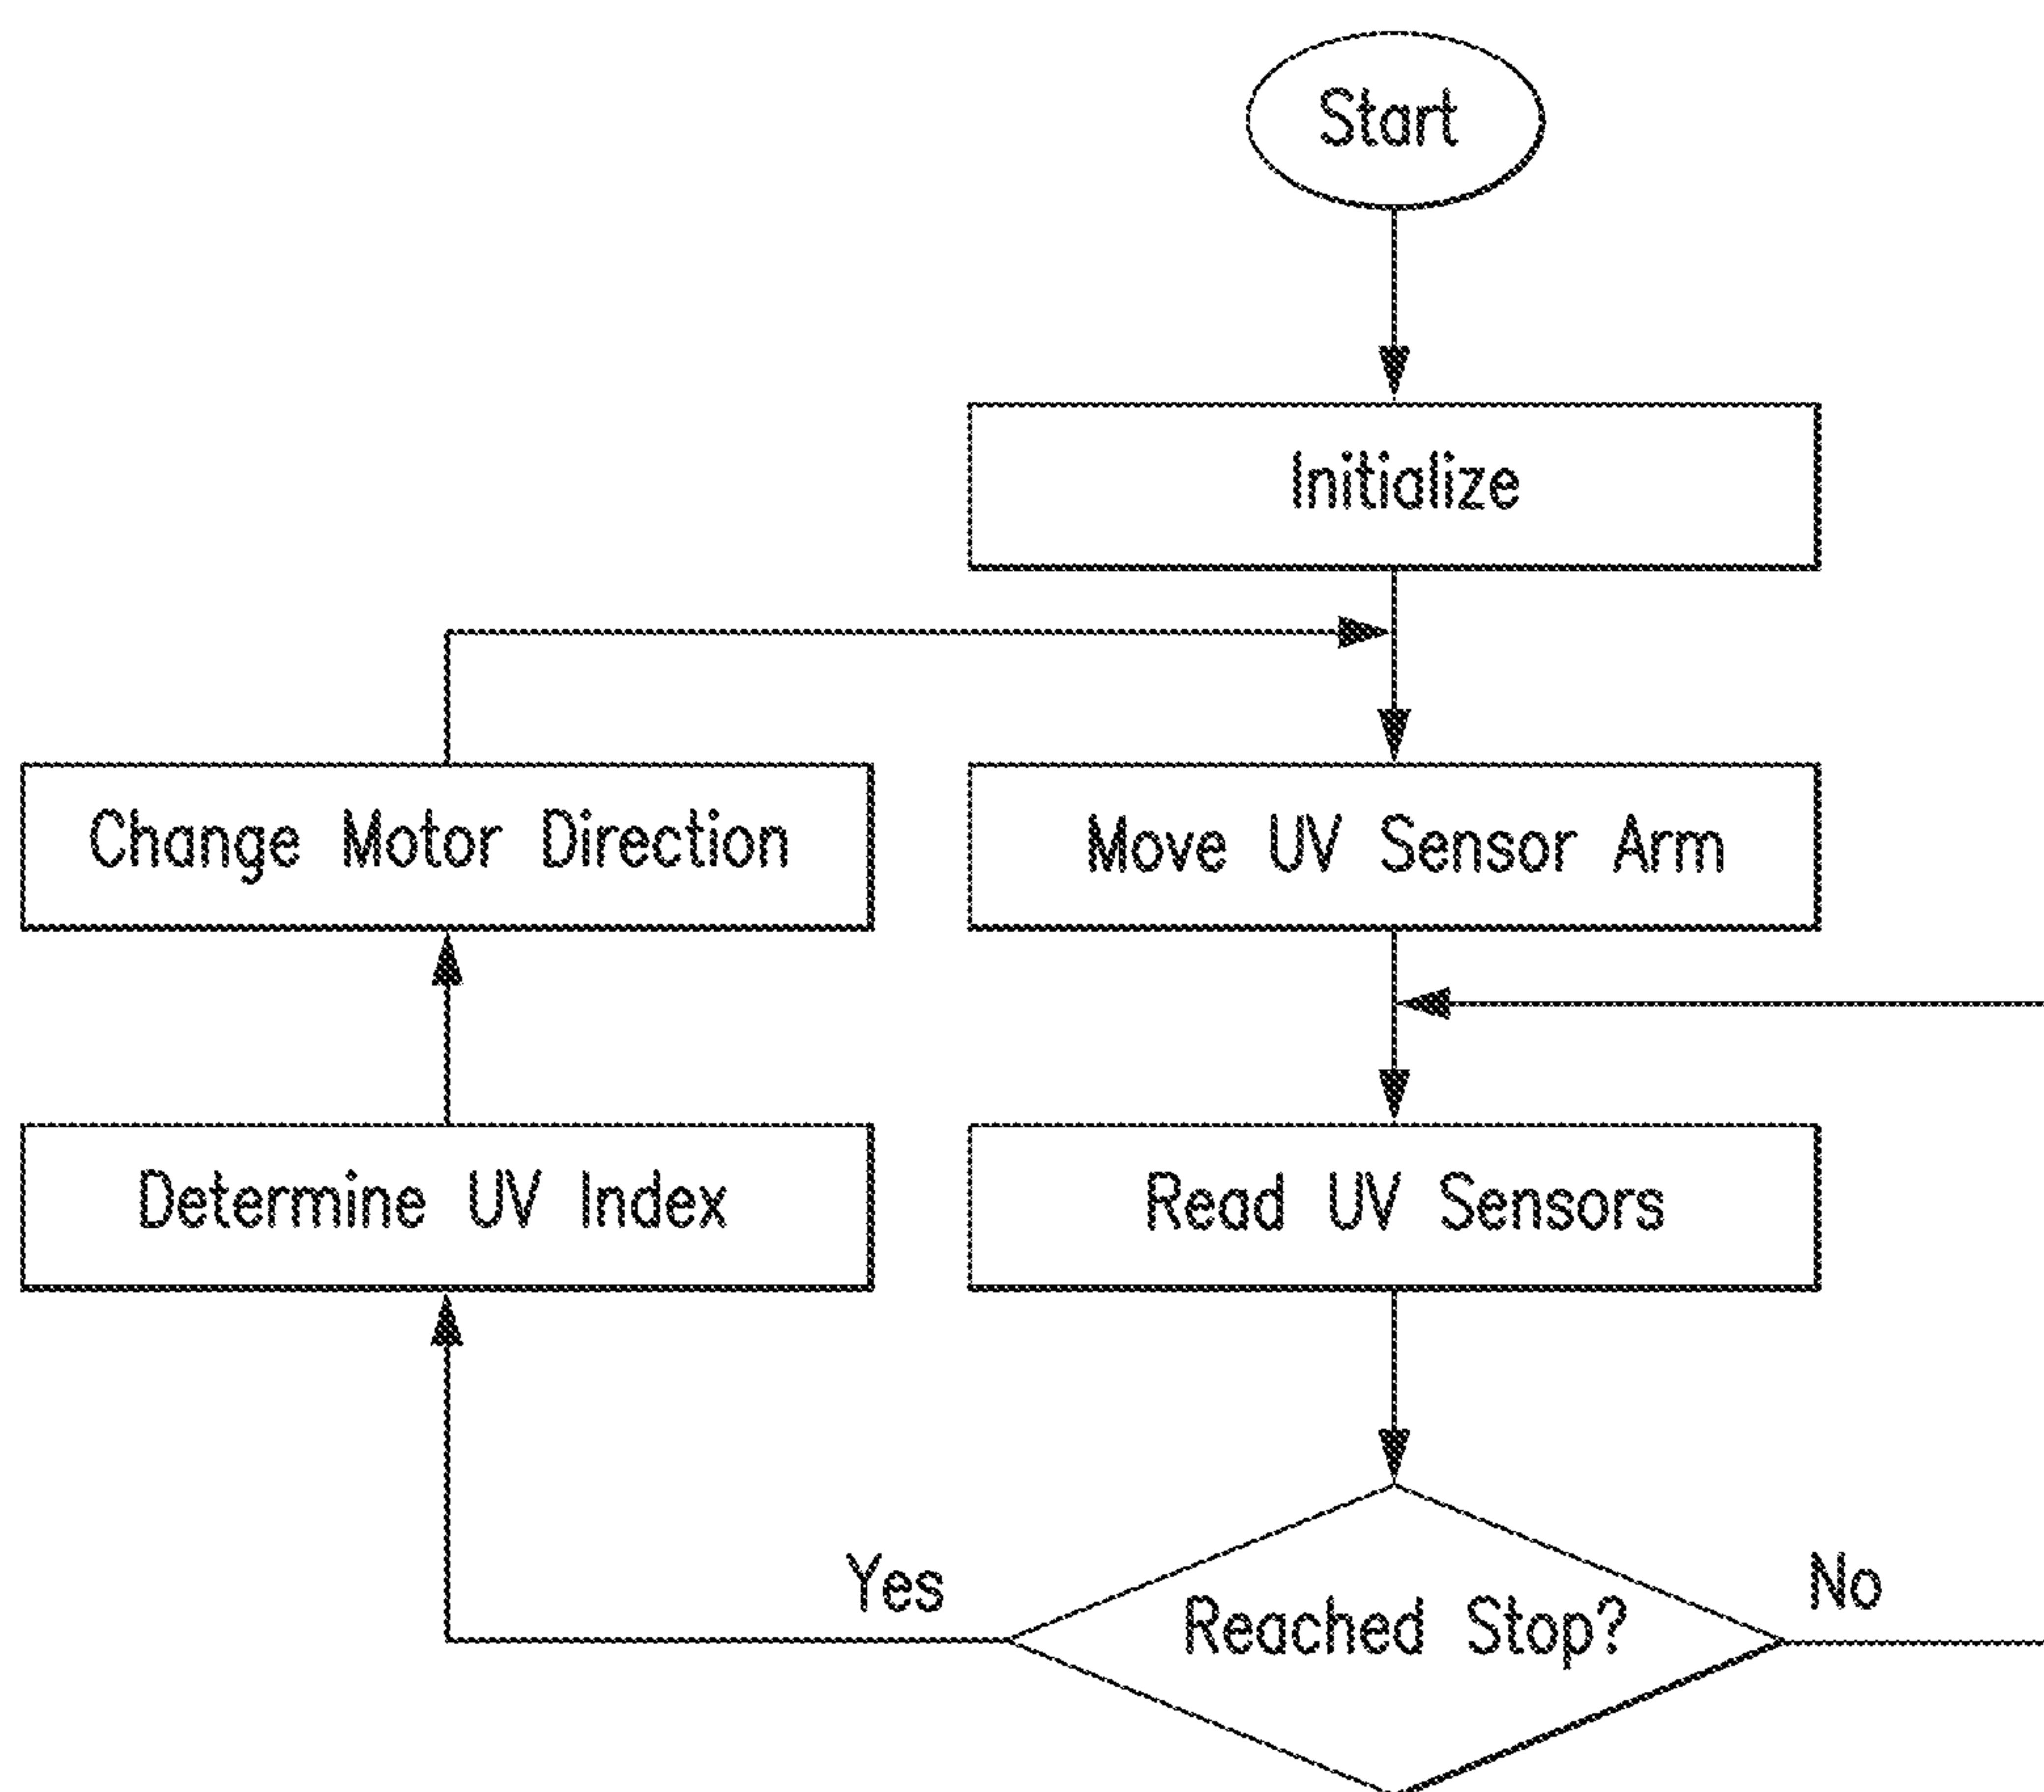 Start
Initialize
Change Motor Direction
Move UV Sensor Arm
Determine UV Index
Read UV Sensors
Yes
Reached Stop?
No